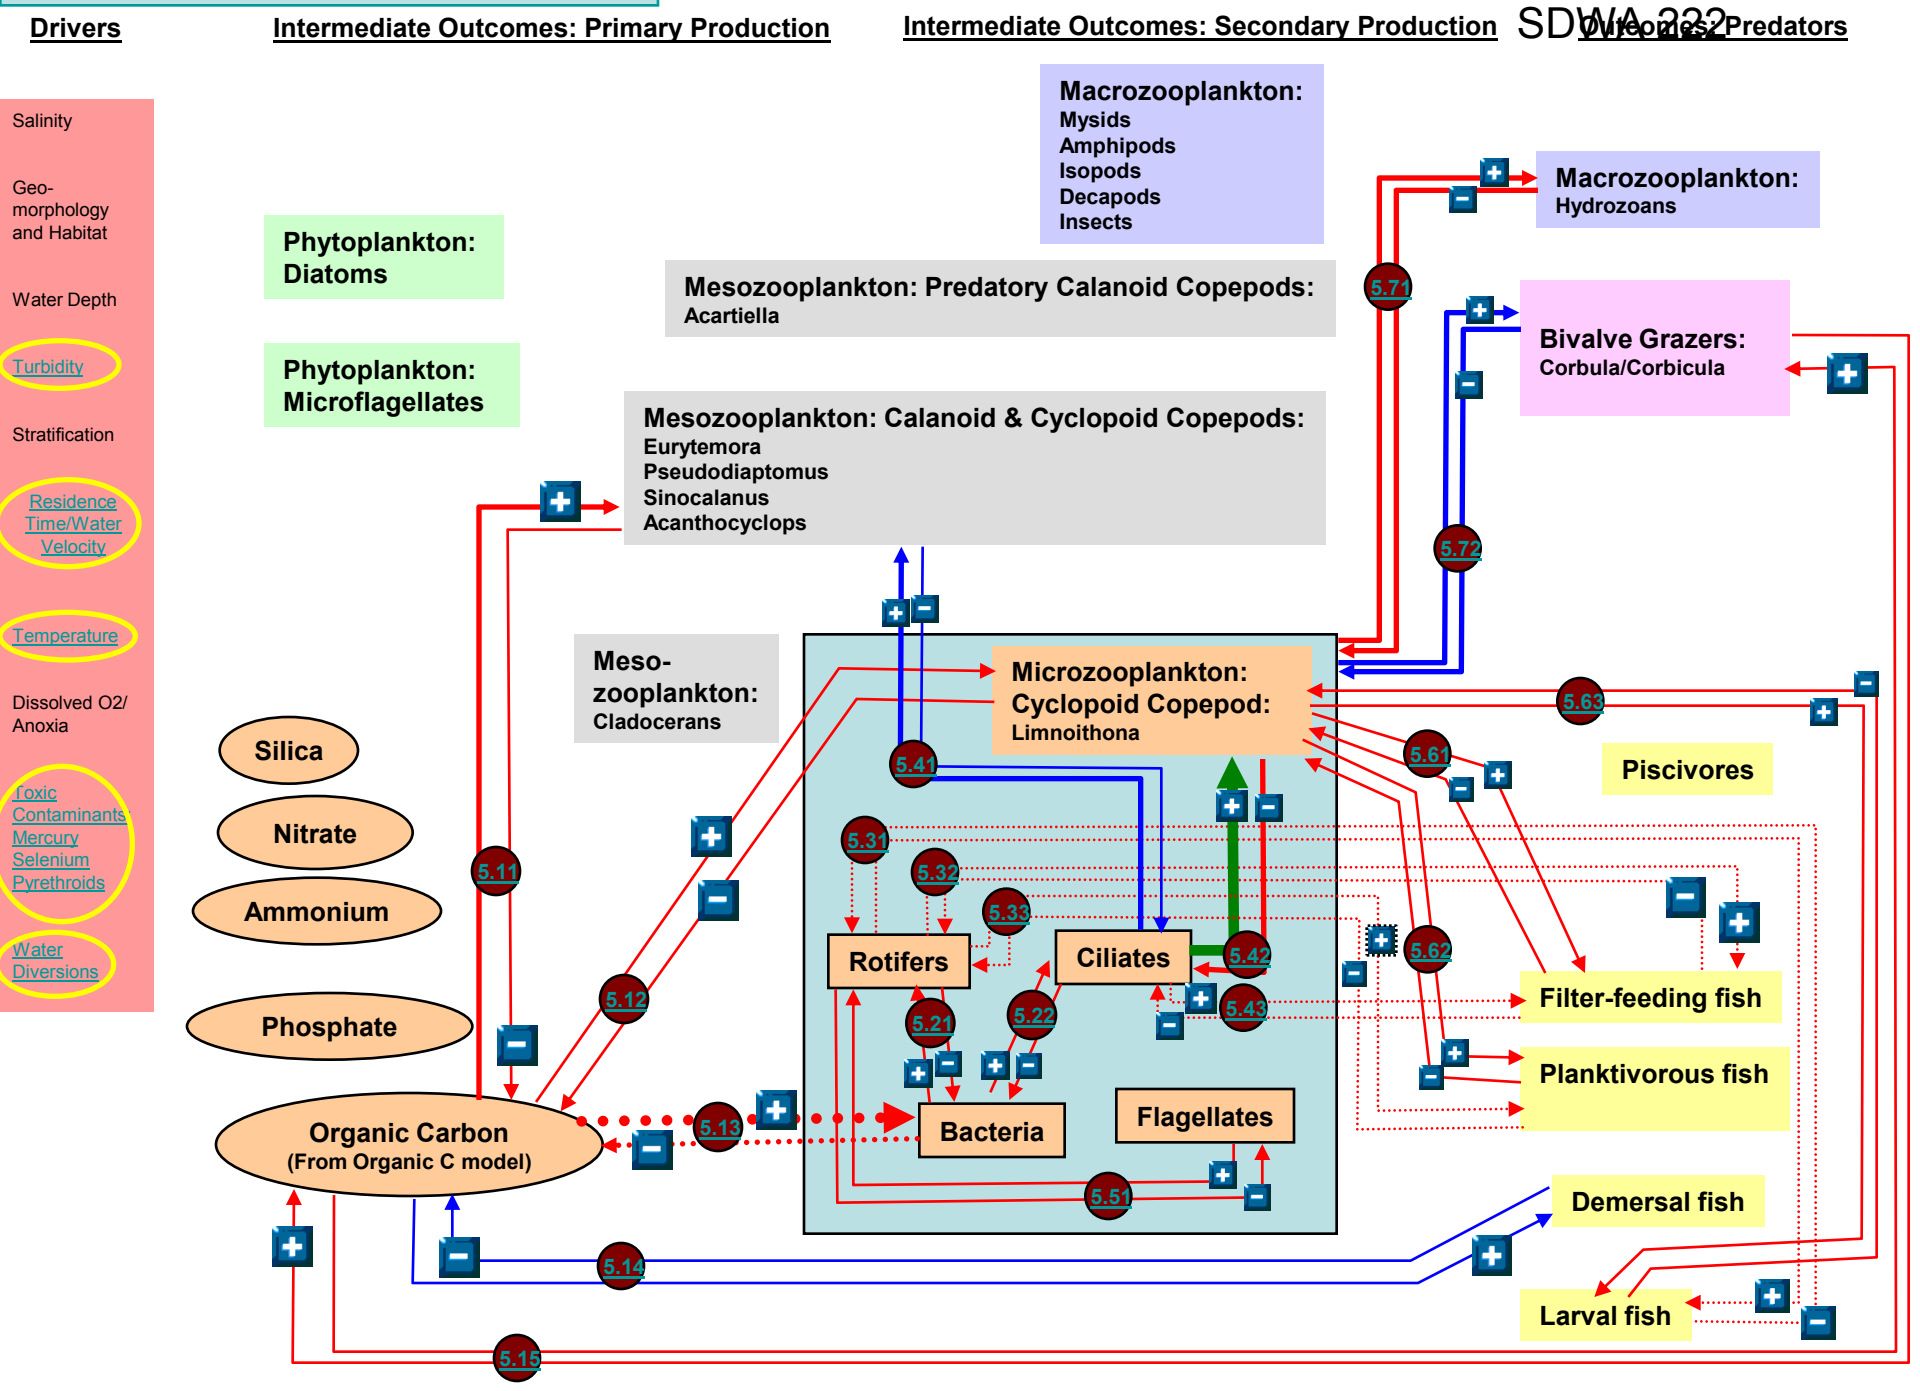 Drivers
Intermediate Outcomes: Primary Production
Intermediate Outcomes: Secondary Production
SDWA 222
Outcomes: Predators
Salinity
Geo-
morphology
and Habitat
Water Depth
Turbidity
Stratification
Residence
Time/Water
Velocity
Temperature
Dissolved O2/
Anoxia
Toxic
Contaminants:
Mercury
Selenium
Pyrethroids
Water
Diversions
Phytoplankton:
Diatoms
Phytoplankton:
Microflagellates
Silica
Nitrate
Ammonium
Phosphate
Organic Carbon
(From Organic C model)
Macrozooplankton:
Mysids
Amphipods
Isopods
Decapods
Insects
Mesozooplankton: Predatory Calanoid Copepods:
Acartiella
Mesozooplankton: Calanoid & Cyclopoid Copepods:
Eurytemora
Pseudodiaptomus
Sinocalanus
Acanthocyclops
Meso-
zooplankton:
Cladocerans
Microzooplankton:
Cyclopoid Copepod:
Limnoithona
Rotifers
Ciliates
Bacteria
Flagellates
Macrozooplankton:
Hydrozoans
Bivalve Grazers:
Corbula/Corbicula
Piscivores
Filter-feeding fish
Planktivorous fish
Demersal fish
Larval fish
5.71
5.72
5.63
5.61
5.41
5.31
5.32
5.33
5.11
5.62
5.42
5.12
5.43
5.21
5.22
5.13
5.51
5.14
5.15